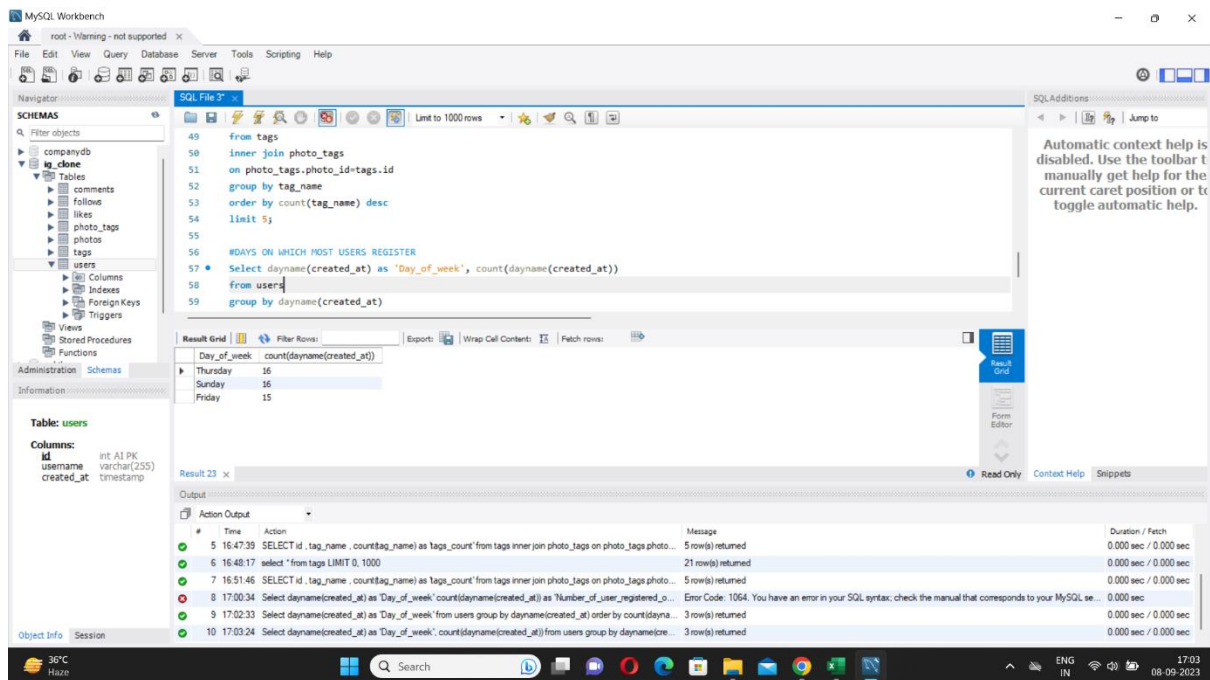 MySQL Workbench
root - Warning - not supported ×
File Edit View Query Database Server Tools Scripting Help
Navigator
SCHEMAS
Filter objects
companydb
ig_clone
Tables
comments
follows
likes
photo_tags
photos
tags
users
Columns
Indexes
Foreign Keys
Triggers
Views
Stored Procedures
Functions
Administration Schemas
Information
Table: users
Columns:
id int AI PK
username varchar(255)
created_at timestamp
Object Info Session
SQL File 3* ×
Limit to 1000 rows
49 from tags
50 inner join photo_tags
51 on photo_tags.photo_id=tags.id
52 group by tag_name
53 order by count(tag_name) desc
54 limit 5;
55
56 #DAYS ON WHICH MOST USERS REGISTER
57 Select dayname(created_at) as 'Day_of_week', count(dayname(created_at))
58 from users
59 group by dayname(created_at)
Result Grid Filter Rows: Export: Wrap Cell Content: Fetch rows:
Day_of_week count(dayname(created_at))
Thursday 16
Sunday 16
Friday 15
Result Grid
Form Editor
Result 23 ×
Read Only
SQLAdditions
Jump to
Automatic context help is
disabled. Use the toolbar t
manually get help for the
current caret position or to
toggle automatic help.
Context Help Snippets
Output
Action Output
# Time Action Message Duration / Fetch
5 16:47:39 SELECT id , tag_name , count(tag_name) as 'tags_count' from tags inner join photo_tags on photo_tags.photo... 5 row(s) returned 0.000 sec / 0.000 sec
6 16:48:17 select * from tags LIMIT 0, 1000 21 row(s) returned 0.000 sec / 0.000 sec
7 16:51:46 SELECT id , tag_name , count(tag_name) as 'tags_count' from tags inner join photo_tags on photo_tags.photo... 5 row(s) returned 0.000 sec / 0.000 sec
8 17:00:34 Select dayname(created_at) as 'Day_of_week' count(dayname(created_at)) as 'Number_of_user_registered_o... Error Code: 1064. You have an error in your SQL syntax; check the manual that corresponds to your MySQL se... 0.000 sec
9 17:02:33 Select dayname(created_at) as 'Day_of_week' from users group by dayname(created_at) order by count(dayna... 3 row(s) returned 0.000 sec / 0.000 sec
10 17:03:24 Select dayname(created_at) as 'Day_of_week', count(dayname(created_at)) from users group by dayname(cre... 3 row(s) returned 0.000 sec / 0.000 sec
36°C
Haze
Search
ENG
IN
17:03
08-09-2023